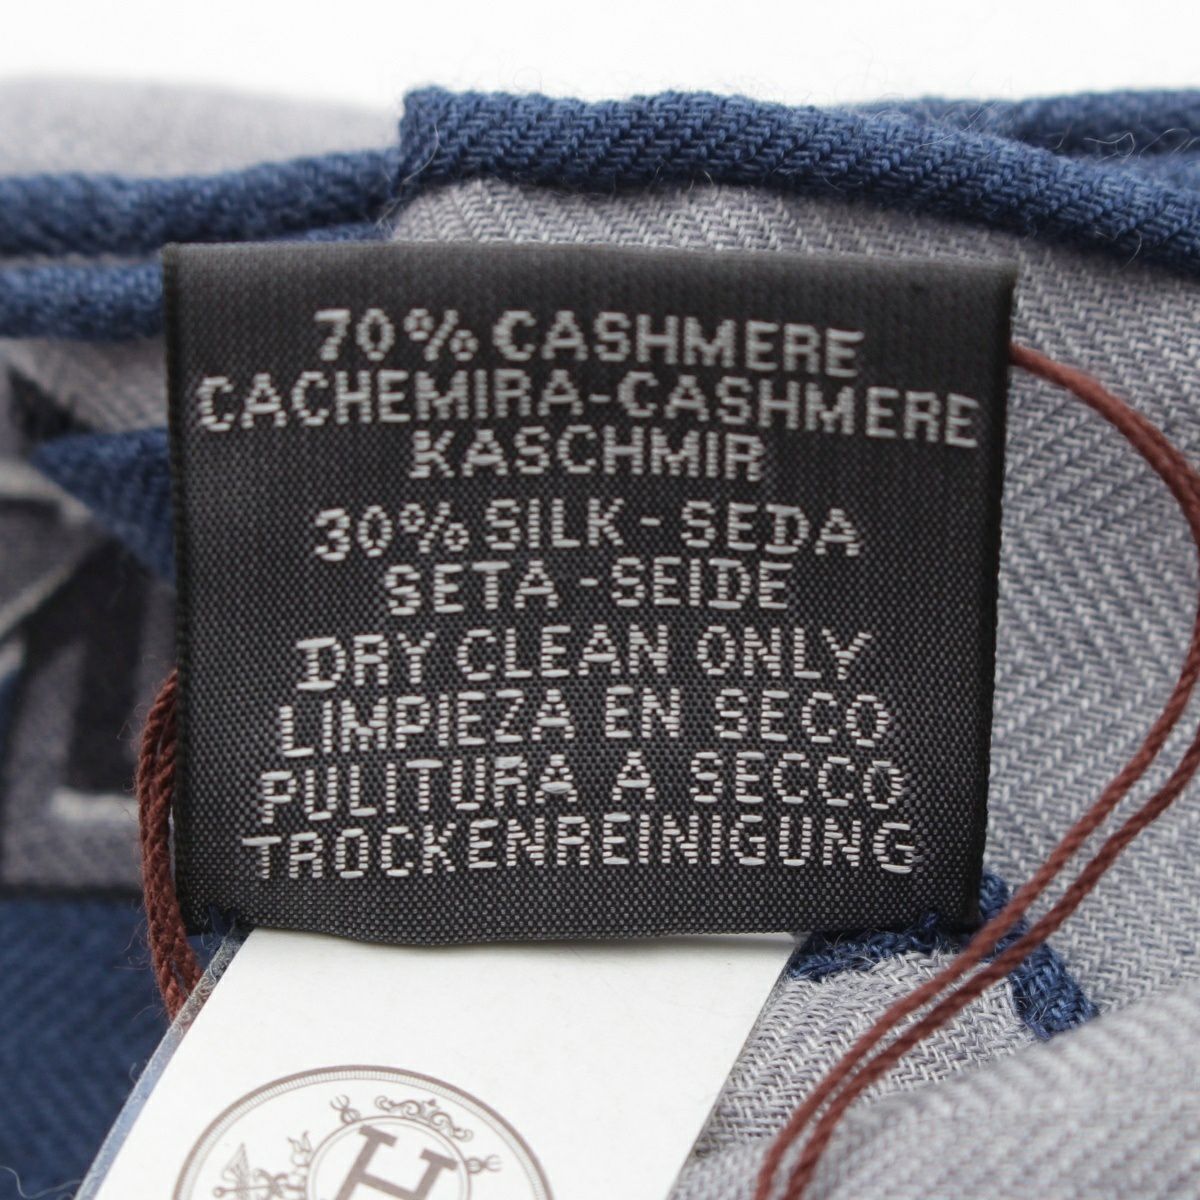 70% CASHMERE
CACHEMIRA-CASHMERE
KASCHMIR
30% SILK - SEDA
SETA - SEIDE
DRY CLEAN ONLY
LIMPIEZA EN SECO
PULITURA A SECCO
TROCKENREINIGUNG
H